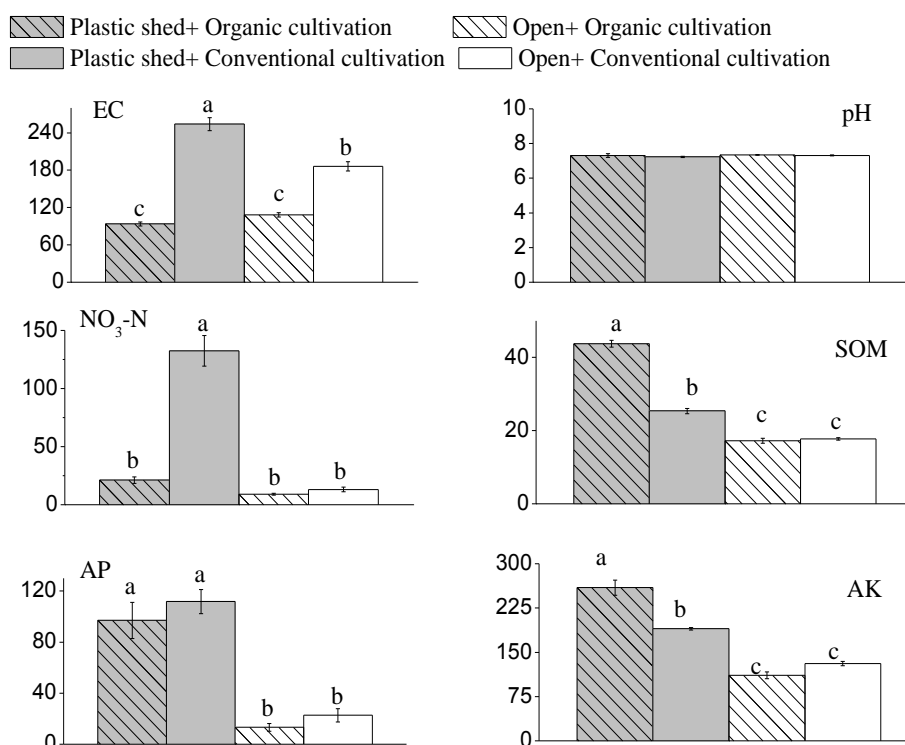 Plastic shed+ Organic cultivation Open+ Organic cultivation
Plastic shed+ Conventional cultivation Open+ Conventional cultivation
EC
240
180
120
60
0
c a c b
pH
8
7
6
4
2
0
NO₃-N
150
100
50
0
b a b b
SOM
40
20
0
a b c c
AP
120
80
40
0
a a b b
AK
300
225
150
75
0
a b c c